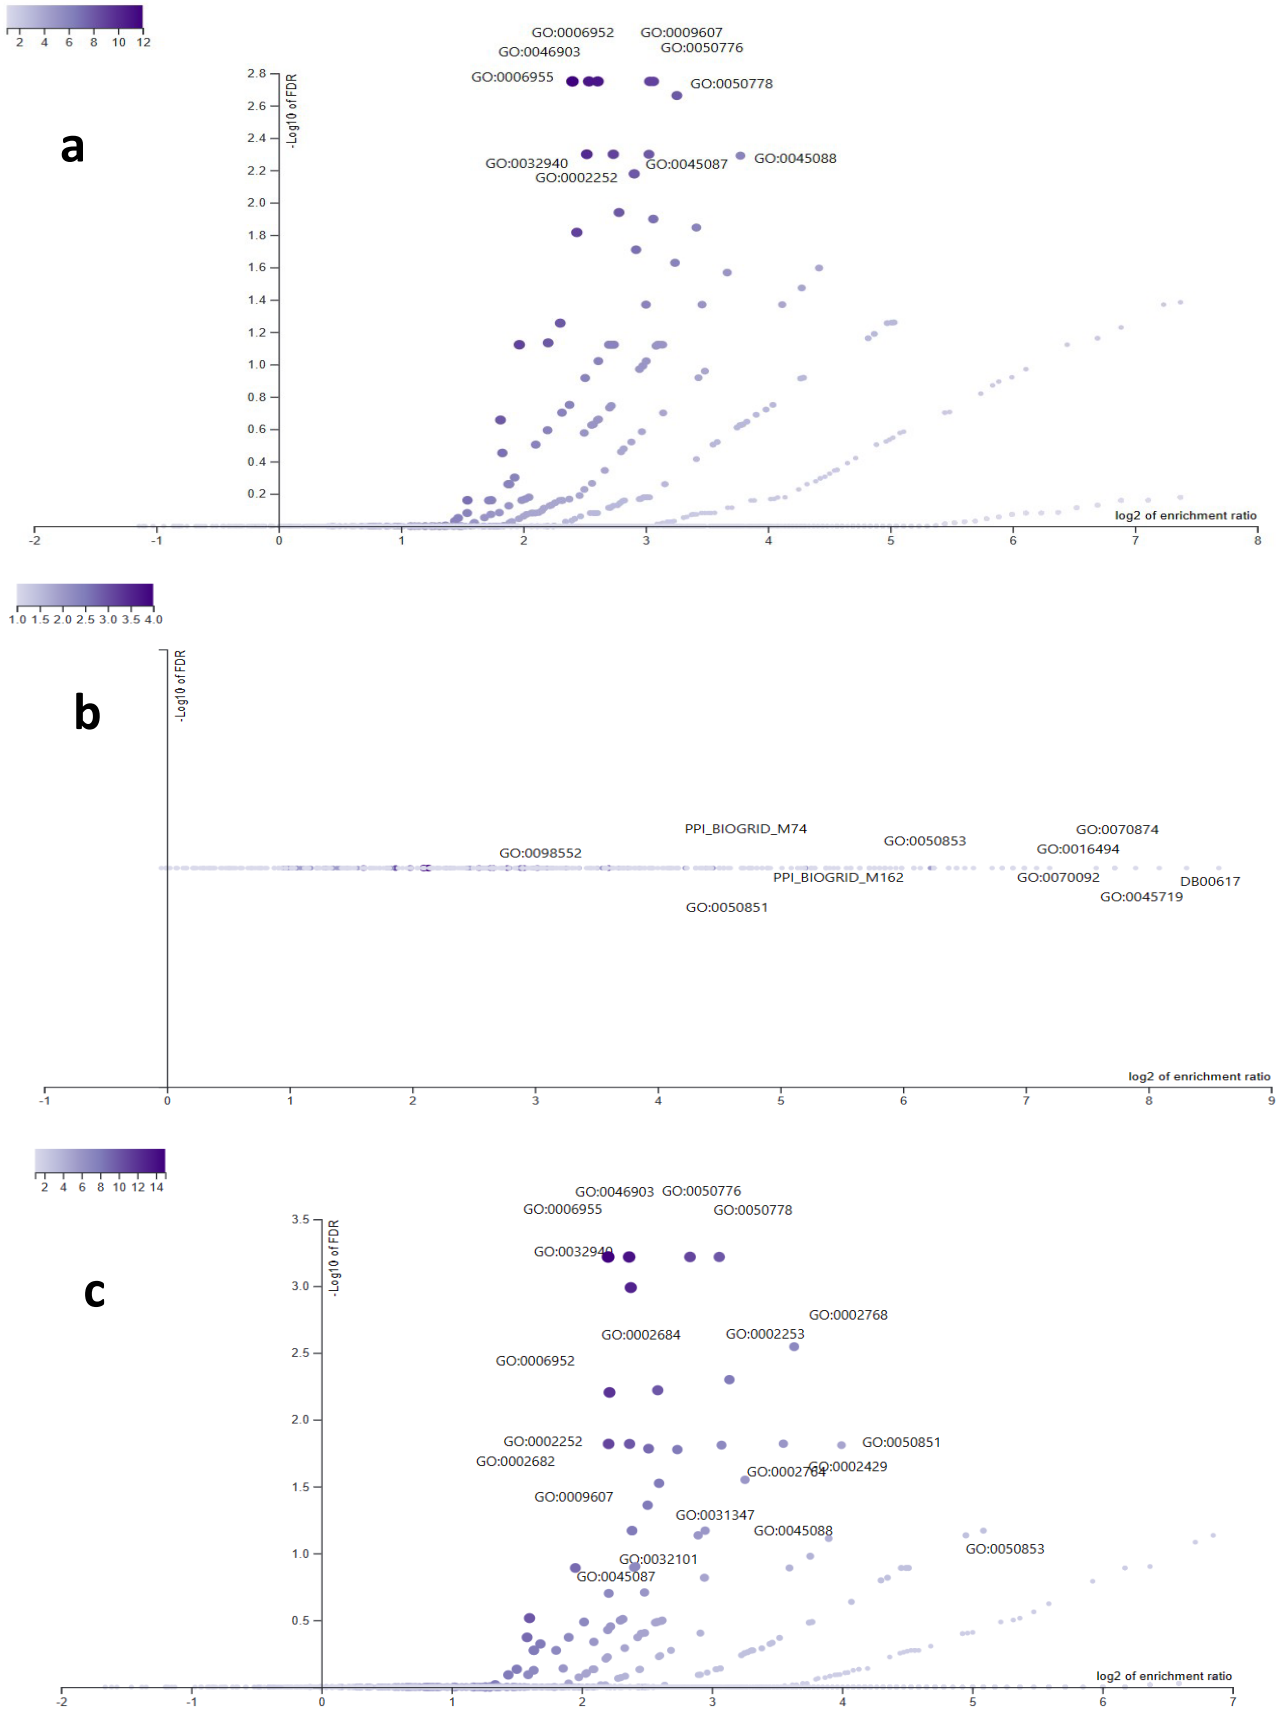 2 4 6 8 10 12
GO:0006952 GO:0009607
GO:0046903 GO:0050776
GO:0006955 GO:0050778
-Log10 of FDR
a
2.8
2.6
2.4
2.2
2.0
1.8
1.6
1.4
1.2
1.0
0.8
0.6
0.4
0.2
GO:0032940 GO:0045087 GO:0045088
GO:0002252
log2 of enrichment ratio
-2 -1 0 1 2 3 4 5 6 7 8
1.0 1.5 2.0 2.5 3.0 3.5 4.0
-Log10 of FDR
b
PPI_BIOGRID_M74 GO:0070874
GO:0050853
GO:0098552 GO:0016494
PPI_BIOGRID_M162 GO:0070092 DB00617
GO:0050851 GO:0045719
log2 of enrichment ratio
-1 0 1 2 3 4 5 6 7 8 9
2 4 6 8 10 12 14
GO:0046903 GO:0050776
GO:0006955 GO:0050778
-Log10 of FDR
c
3.5
3.0
2.5
2.0
1.5
1.0
0.5
GO:0032940
GO:0002768
GO:0002684 GO:0002253
GO:0006952
GO:0002252 GO:0050851
GO:0002682 GO:0002764 GO:0002429
GO:0009607
GO:0031347
GO:0045088
GO:0050853
GO:0032101
GO:0045087
log2 of enrichment ratio
-2 -1 0 1 2 3 4 5 6 7